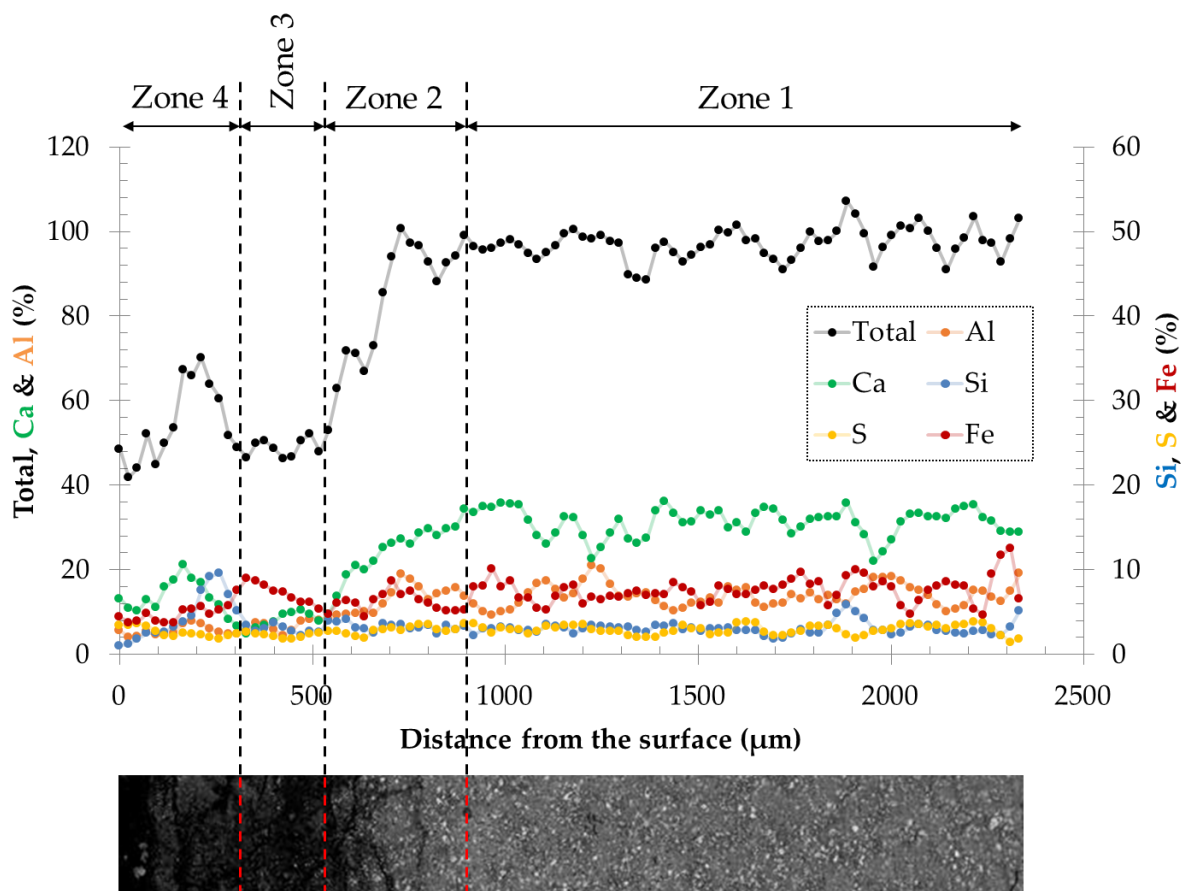 Zone 4
Zone 3
Zone 2
Zone 1
120
100
80
60
40
20
0
Total, Ca & Al (%)
60
50
40
30
20
10
0
Si, S & Fe (%)
Total
Al
Ca
Si
S
Fe
0
500
1000
1500
2000
2500
Distance from the surface (µm)